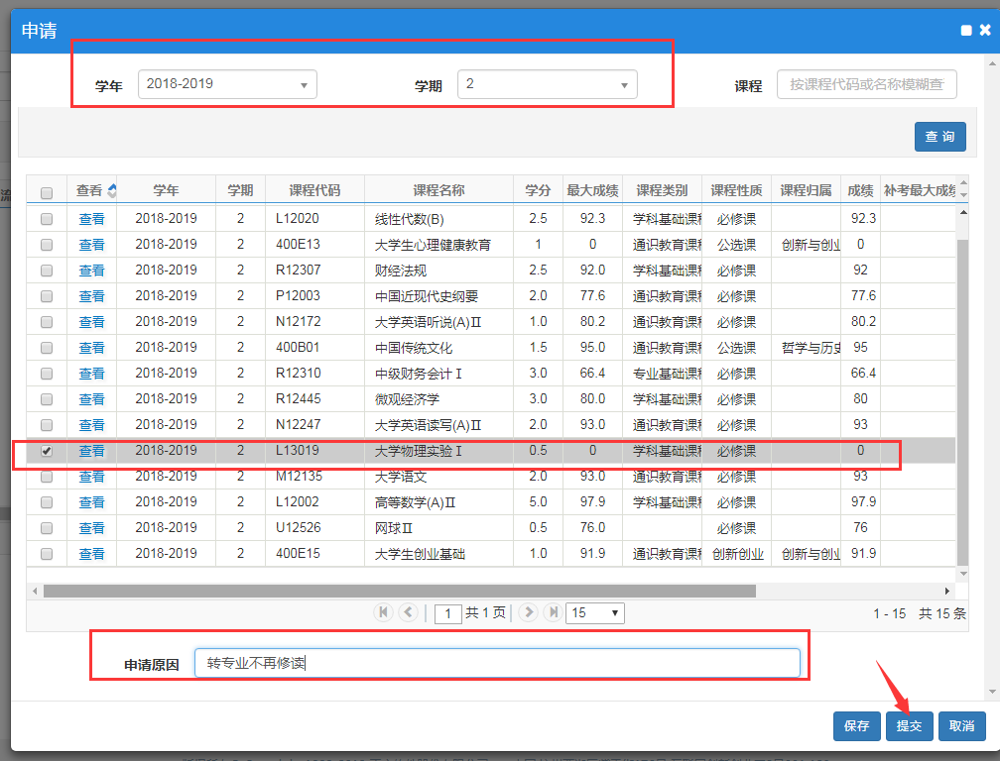 申请
学年 2018-2019 学期 2 课程 按课程代码或名称模糊查
查 询
查看 学年 学期 课程代码 课程名称 学分 最大成绩 课程类别 课程性质 课程归属 成绩 补考最大成绩
查看 2018-2019 2 L12020 线性代数(B) 2.5 92.3 学科基础课程 必修课 92.3
查看 2018-2019 2 400E13 大学生心理健康教育 1 0 通识教育课程 公选课 创新与创业 0
查看 2018-2019 2 R12307 财经法规 2.5 92.0 学科基础课程 必修课 92
查看 2018-2019 2 P12003 中国近现代史纲要 2.0 77.6 通识教育课程 必修课 77.6
查看 2018-2019 2 N12172 大学英语听说(A)Ⅱ 1.0 80.2 通识教育课程 必修课 80.2
查看 2018-2019 2 400B01 中国传统文化 1.5 95.0 通识教育课程 公选课 哲学与历史 95
查看 2018-2019 2 R12310 中级财务会计Ⅰ 3.0 66.4 专业基础课程 必修课 66.4
查看 2018-2019 2 R12445 微观经济学 3.0 80.0 学科基础课程 必修课 80
查看 2018-2019 2 N12247 大学英语读写(A)Ⅱ 2.0 93.0 通识教育课程 必修课 93
查看 2018-2019 2 L13019 大学物理实验Ⅰ 0.5 0 学科基础课程 必修课 0
查看 2018-2019 2 M12135 大学语文 2.0 93.0 通识教育课程 必修课 93
查看 2018-2019 2 L12002 高等数学(A)Ⅱ 5.0 97.9 学科基础课程 必修课 97.9
查看 2018-2019 2 U12526 网球Ⅱ 0.5 76.0 必修课 76
查看 2018-2019 2 400E15 大学生创业基础 1.0 91.9 通识教育课程 创新创业 创新与创业 91.9
1 共 1 页 15 1 - 15 共 15 条
申请原因 转专业不再修读
保存 提交 取消